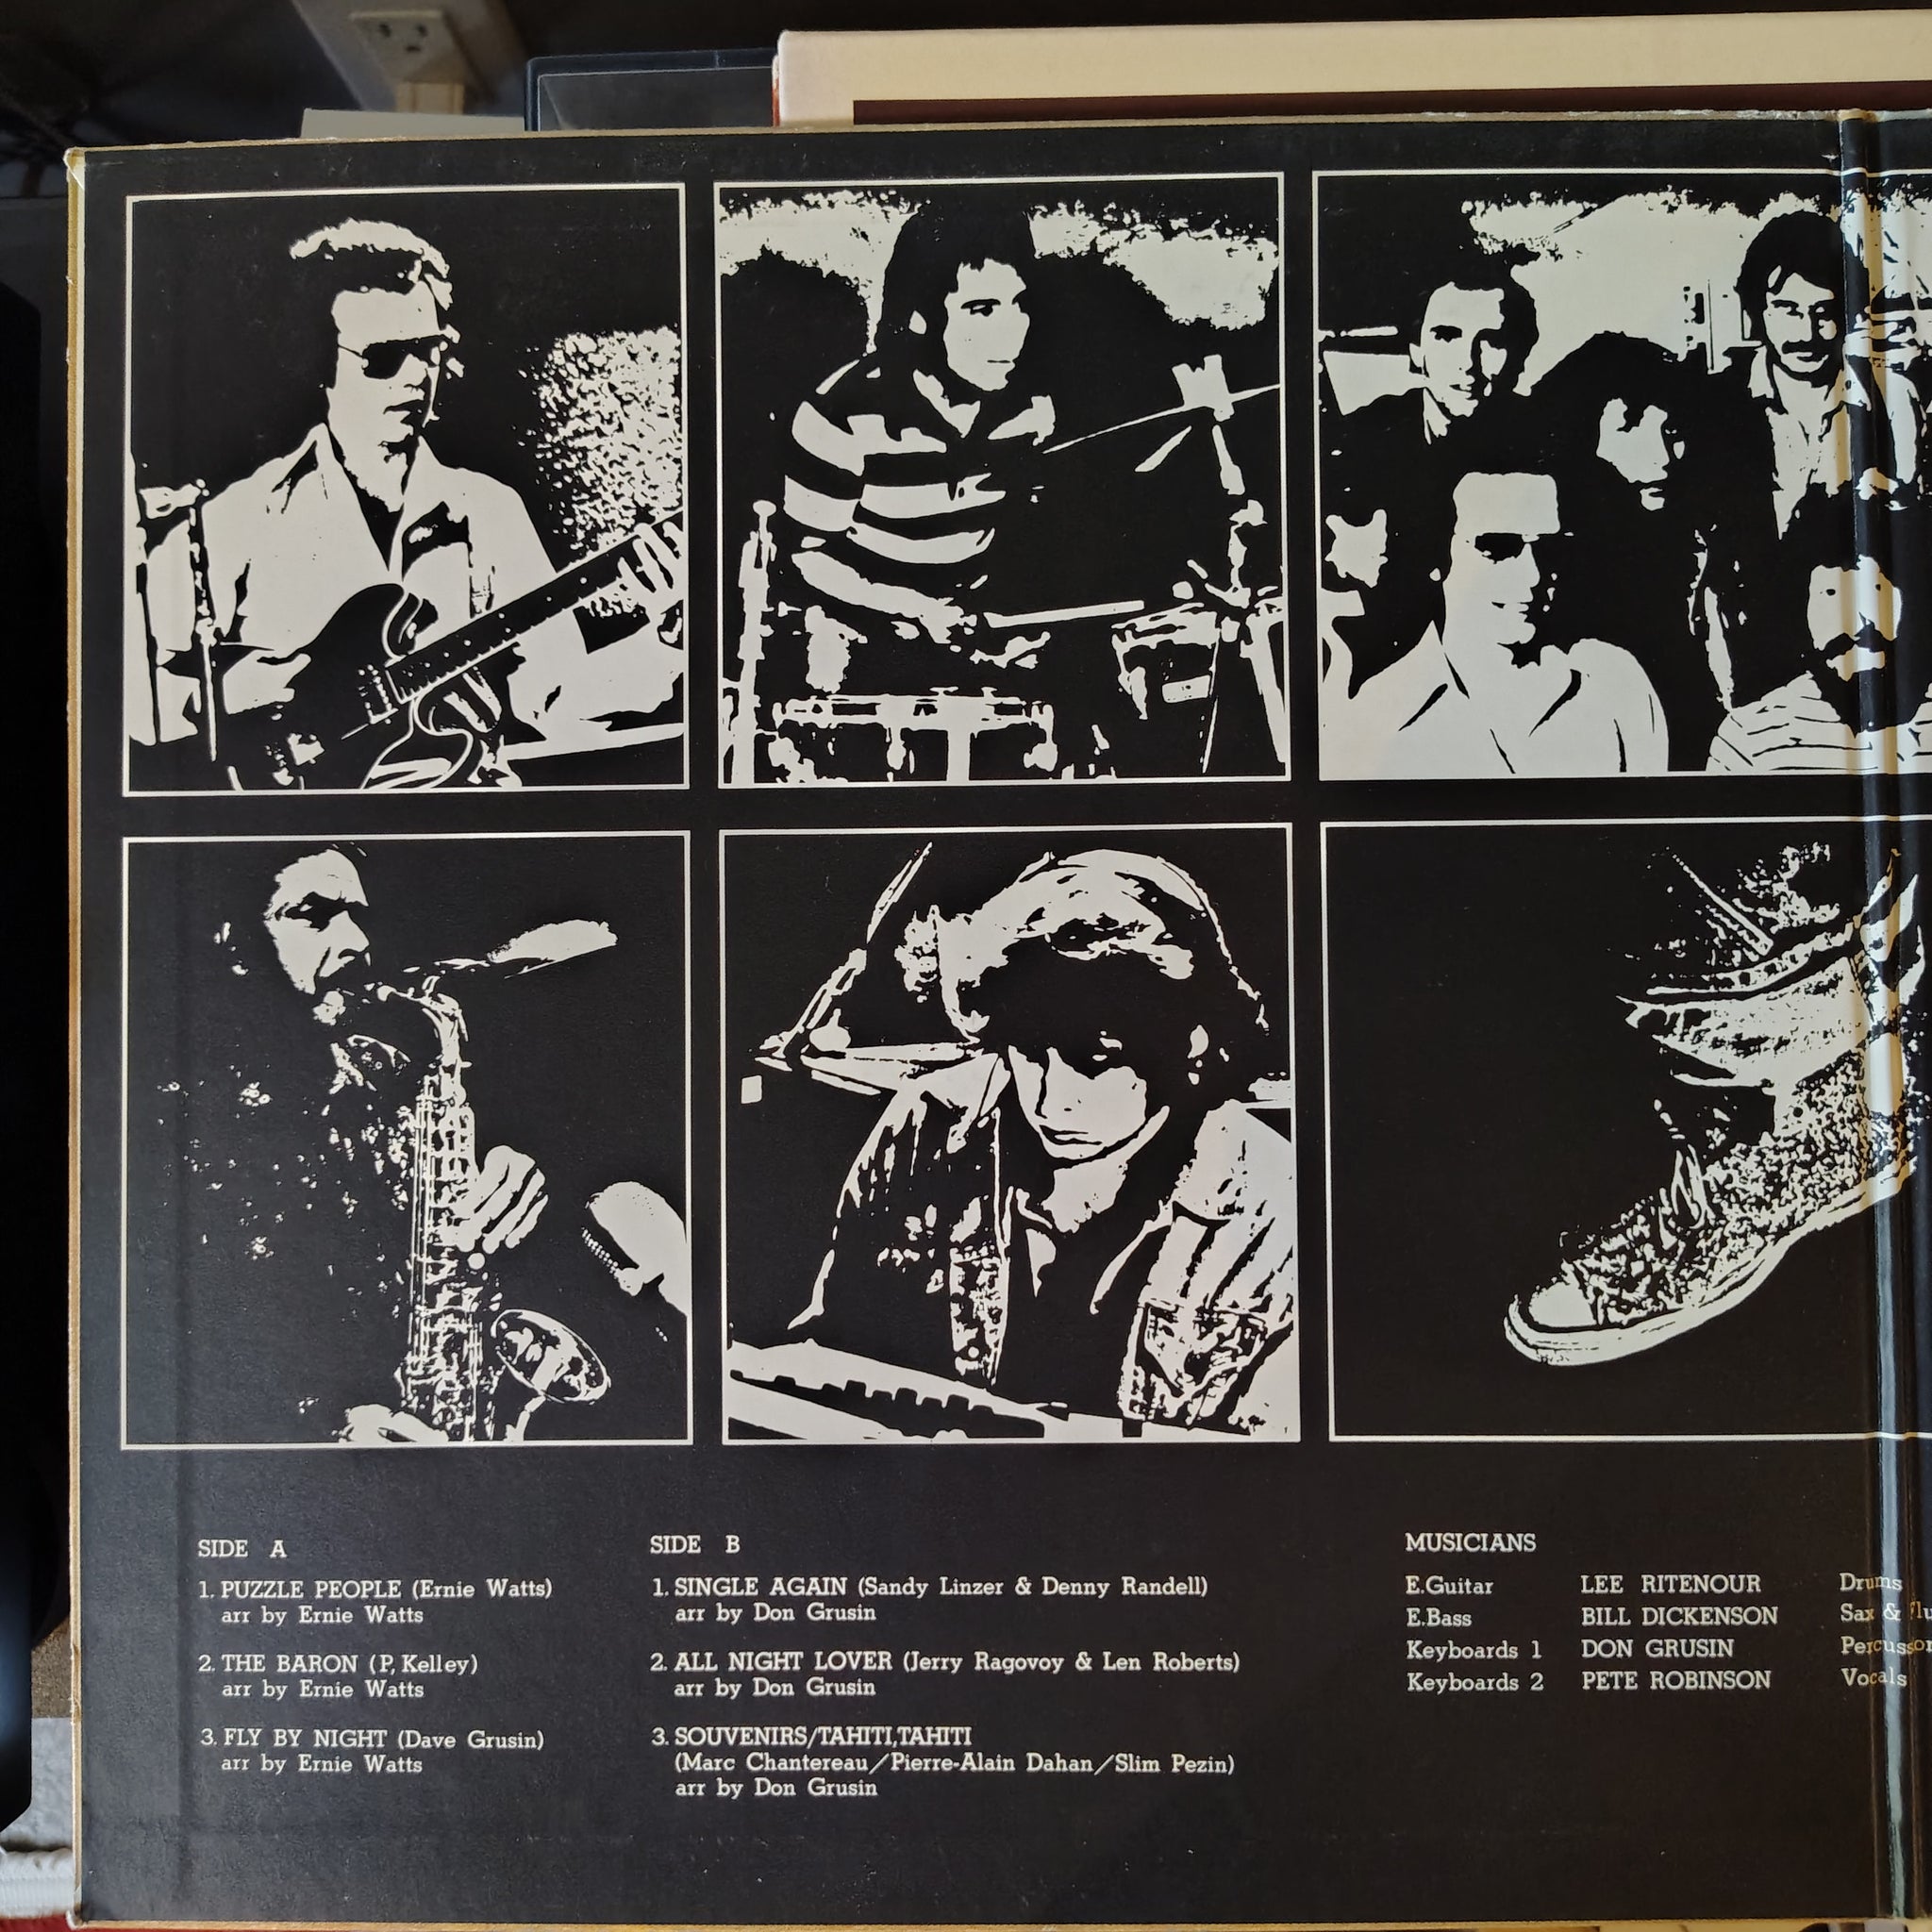 SIDE A
1. PUZZLE PEOPLE (Ernie Watts)
arr by Ernie Watts
2. THE BARON (P. Kelley)
arr by Ernie Watts
3. FLY BY NIGHT (Dave Grusin)
arr by Ernie Watts
SIDE B
1. SINGLE AGAIN (Sandy Linzer & Denny Randell)
arr by Don Grusin
2. ALL NIGHT LOVER (Jerry Ragovoy & Len Roberts)
arr by Don Grusin
3. SOUVENIRS/TAHITI,TAHITI
(Marc Chantereau/Pierre-Alain Dahan/Slim Pezin)
arr by Don Grusin
MUSICIANS
E.Guitar LEE RITENOUR Drums
E.Bass BILL DICKENSON Sax &
Keyboards 1 DON GRUSIN
Keyboards 2 PETE ROBINSON Vocals